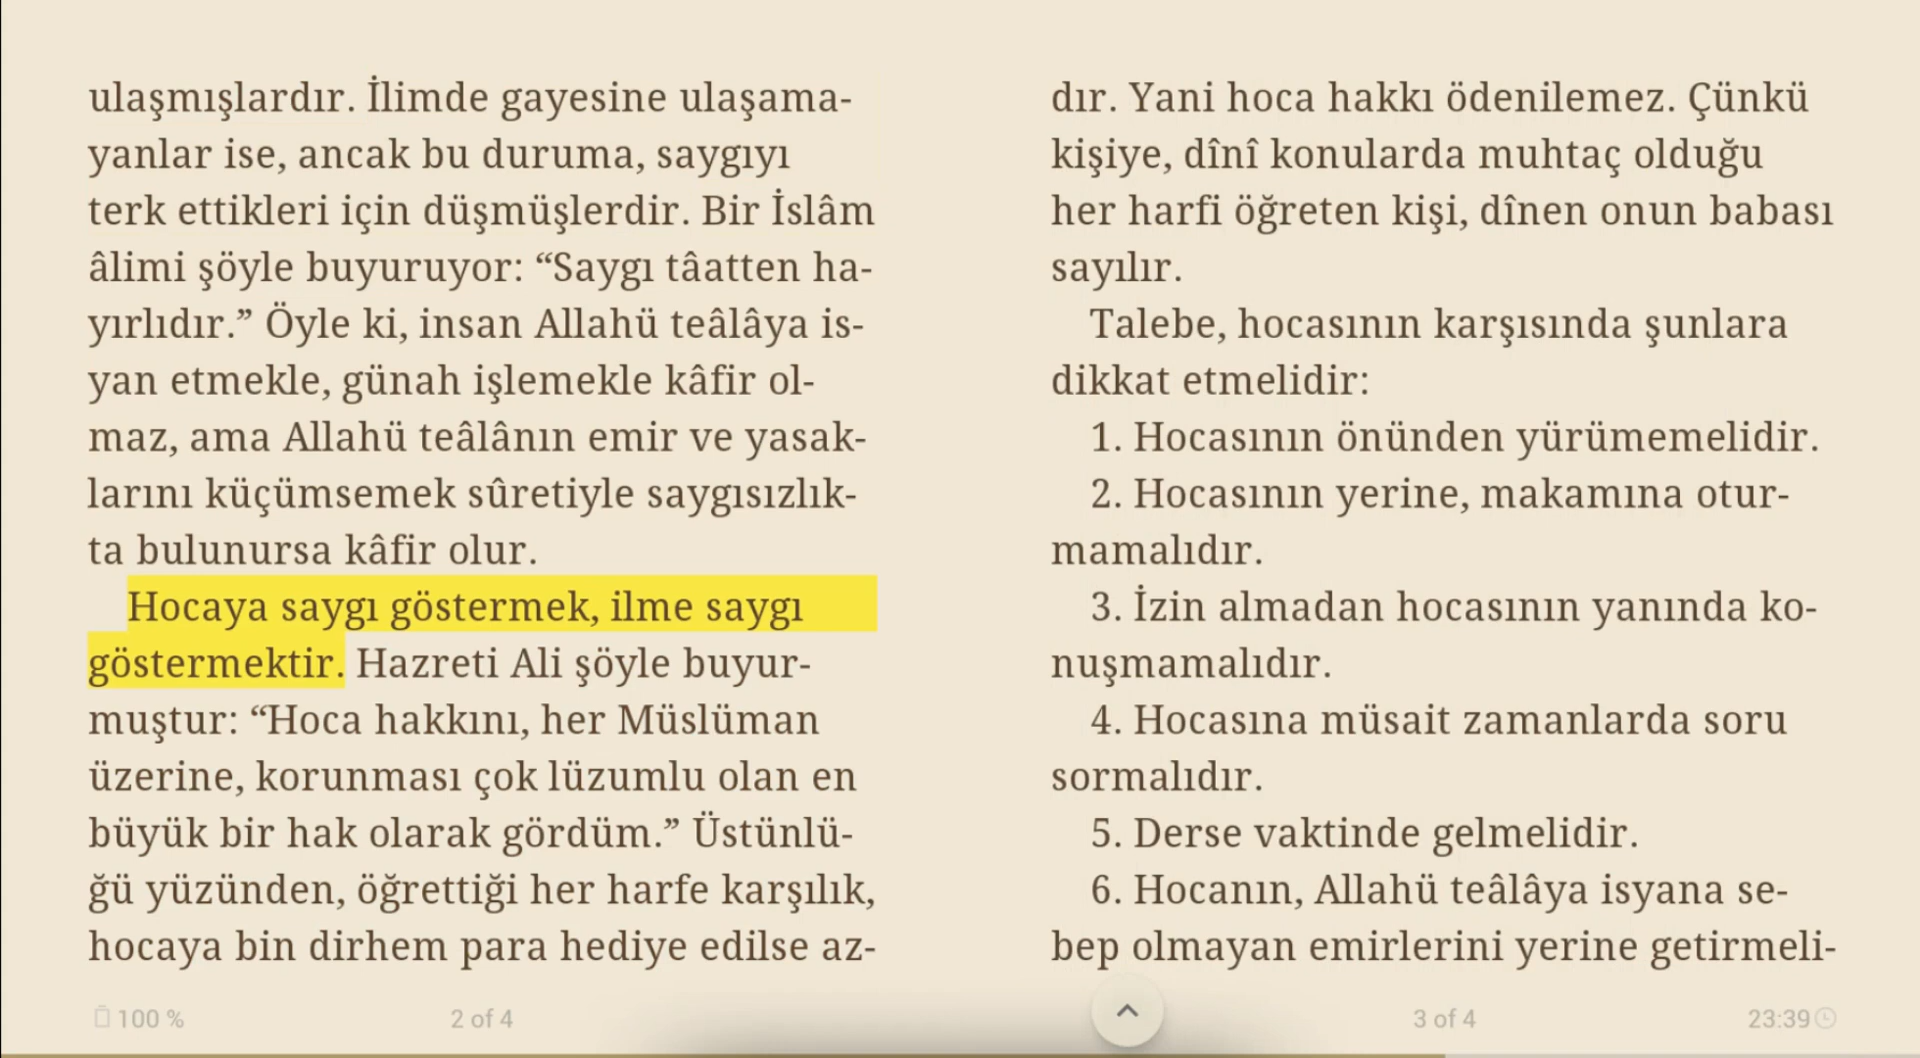 ulaşmışlardır. İlimde gayesine ulaşama-
yanlar ise, ancak bu duruma, saygıyı
terk ettikleri için düşmüşlerdir. Bir İslâm
âlimi şöyle buyuruyor: “Saygı tâatten ha-
yırlıdır.” Öyle ki, insan Allahü teâlâya is-
yan etmekle, günah işlemekle kâfir ol-
maz, ama Allahü teâlânın emir ve yasak-
larını küçümsemek sûretiyle saygısızlık-
ta bulunursa kâfir olur.
Hocaya saygı göstermek, ilme saygı
göstermektir. Hazreti Ali şöyle buyur-
muştur: “Hoca hakkını, her Müslüman
üzerine, korunması çok lüzumlu olan en
büyük bir hak olarak gördüm.” Üstünlü-
ğü yüzünden, öğrettiği her harfe karşılık,
hocaya bin dirhem para hediye edilse az-
100 %
2 of 4
dır. Yani hoca hakkı ödenilemez. Çünkü
kişiye, dînî konularda muhtaç olduğu
her harfi öğreten kişi, dînen onun babası
sayılır.
Talebe, hocasının karşısında şunlara
dikkat etmelidir:
1. Hocasının önünden yürümemelidir.
2. Hocasının yerine, makamına otur-
mamalıdır.
3. İzin almadan hocasının yanında ko-
nuşmamalıdır.
4. Hocasına müsait zamanlarda soru
sormalıdır.
5. Derse vaktinde gelmelidir.
6. Hocanın, Allahü teâlâya isyana se-
bep olmayan emirlerini yerine getirmeli-
3 of 4
23:39